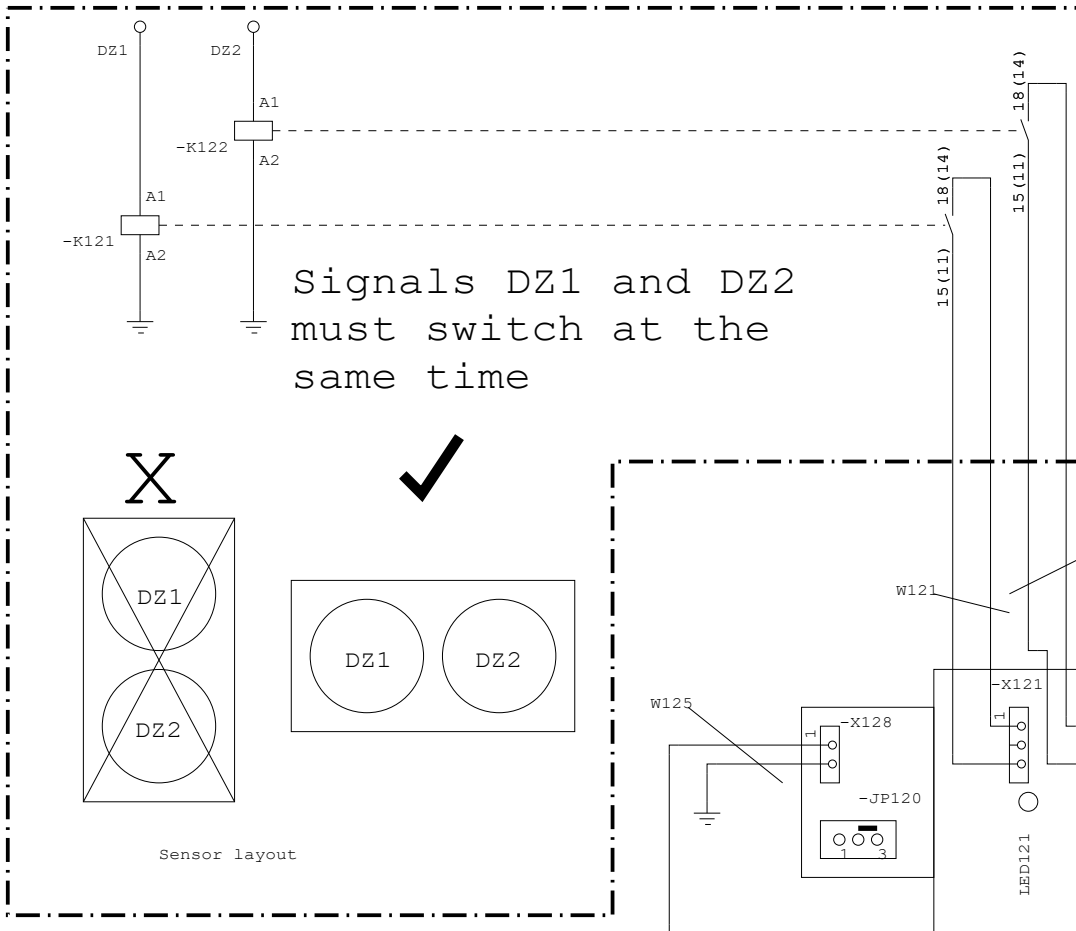 DZ1
DZ2
A1
-K122
A2
18(14)
15(11)
18(14)
15(11)
A1
-K121
A2
Signals DZ1 and DZ2
must switch at the
same time
X
DZ1
DZ2
DZ1
DZ2
Sensor layout
W121
W125
-X121
1
-X128
1
-JP120
1 3
LED121